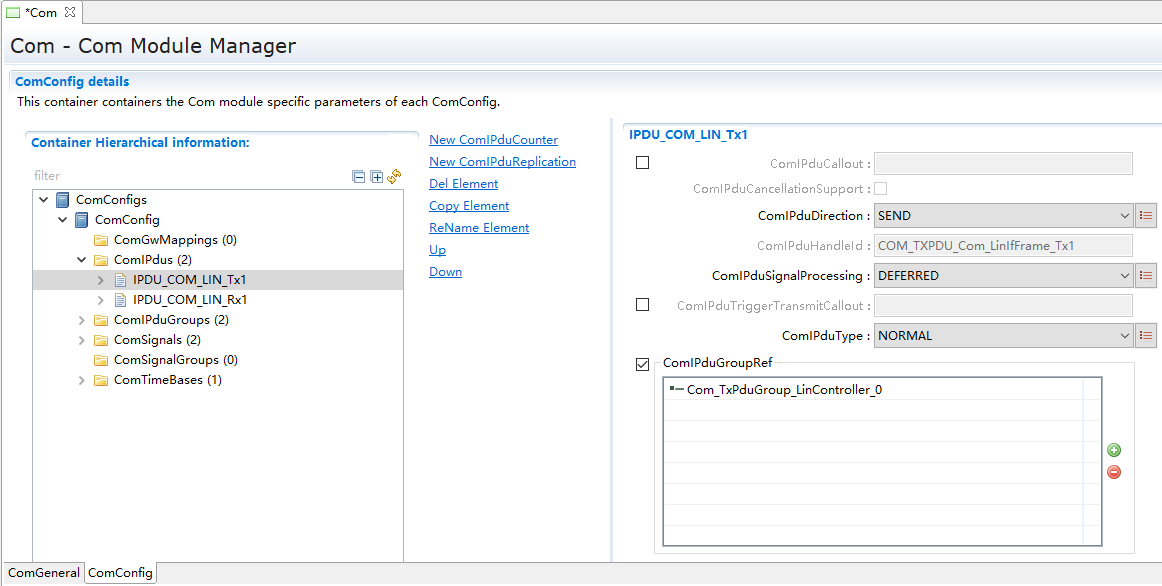 *Com
Com - Com Module Manager
ComConfig details
This container containers the Com module specific parameters of each ComConfig.
Container Hierarchical information:
filter
ComConfigs
ComConfig
ComGwMappings (0)
ComIPdus (2)
IPDU_COM_LIN_Tx1
IPDU_COM_LIN_Rx1
ComIPduGroups (2)
ComSignals (2)
ComSignalGroups (0)
ComTimeBases (1)
New ComIPduCounter
New ComIPduReplication
Del Element
Copy Element
ReName Element
Up
Down
IPDU_COM_LIN_Tx1
ComIPduCallout :
ComIPduCancellationSupport :
ComIPduDirection : SEND
ComIPduHandleId : COM_TXPDU_Com_LinIfFrame_Tx1
ComIPduSignalProcessing : DEFERRED
ComIPduTriggerTransmitCallout :
ComIPduType : NORMAL
ComIPduGroupRef
Com_TxPduGroup_LinController_0
ComGeneral ComConfig